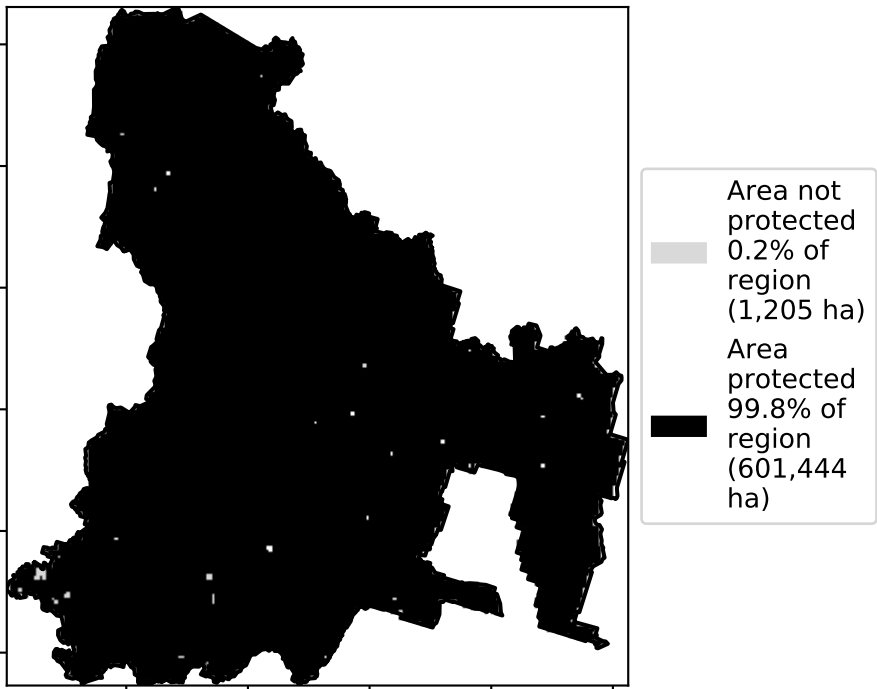 Area not
protected
0.2% of
region
(1,205 ha)
Area
protected
99.8% of
region
(601,444
ha)